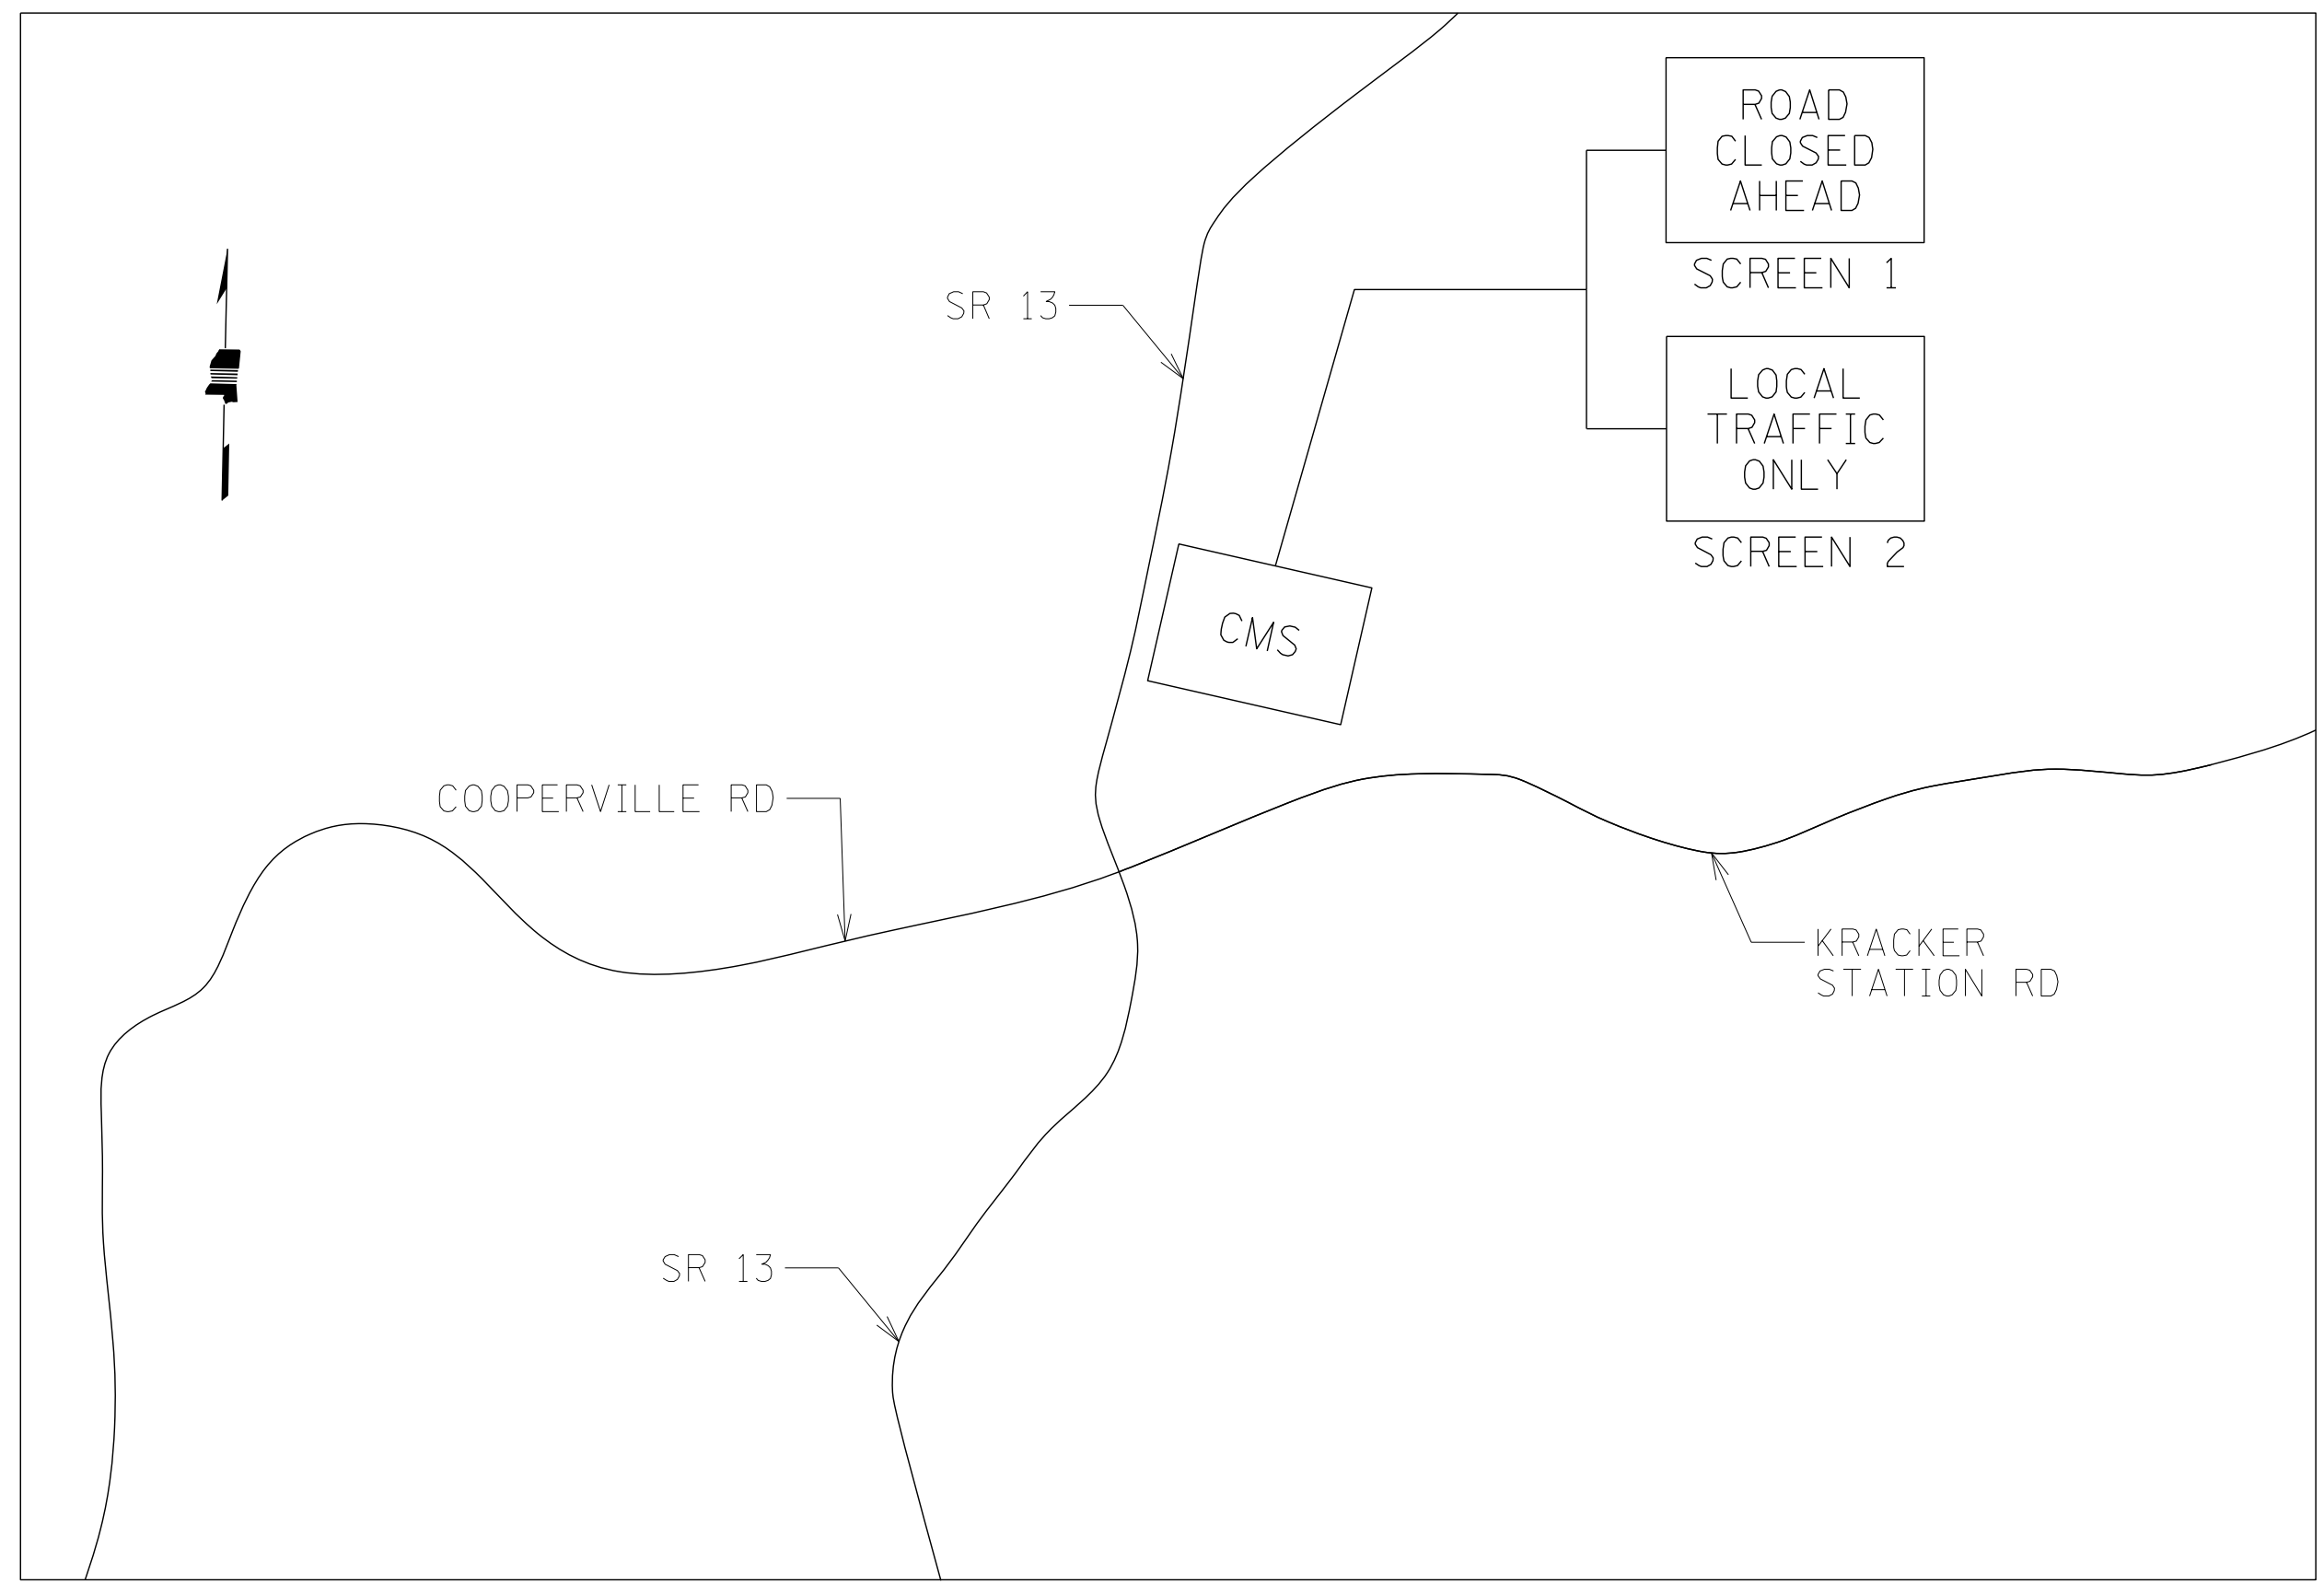 ROAD
CLOSED
AHEAD
SCREEN 1
SR 13
LOCAL
TRAFFIC
ONLY
SCREEN 2
CMS
COOPERVILLE RD
KRACKER
STATION RD
SR 13